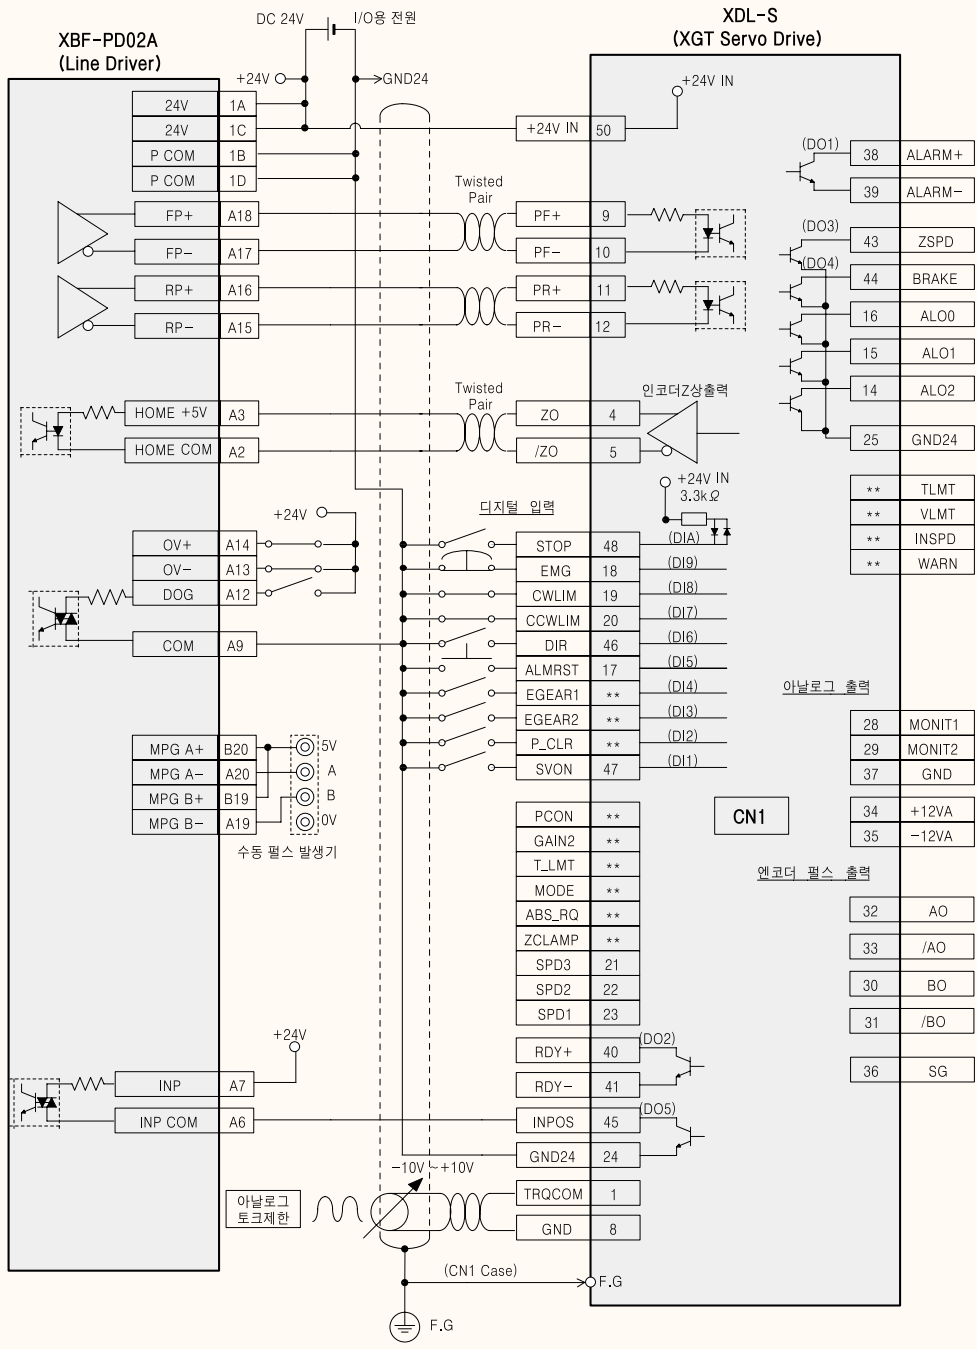 DC 24V
I/O용 전원
XBF-PD02A
(Line Driver)
XDL-S
(XGT Servo Drive)
+24V
GND24
+24V IN
24V 1A
24V 1C
P COM 1B
P COM 1D
+24V IN 50
(DO1)
38 ALARM+
39 ALARM-
Twisted
Pair
FP+ A18
PF+ 9
FP- A17
PF- 10
RP+ A16
PR+ 11
RP- A15
PR- 12
(DO3)
43 ZSPD
(DO4)
44 BRAKE
16 ALO0
15 ALO1
14 ALO2
25 GND24
Twisted
Pair
인코더Z상출력
HOME +5V A3
ZO 4
HOME COM A2
/ZO 5
+24V IN
3.3kΩ
** TLMT
** VLMT
** INSPD
** WARN
+24V
디지털 입력
OV+ A14
OV- A13
DOG A12
COM A9
STOP 48 (DIA)
EMG 18 (DI9)
CWLIM 19 (DI8)
CCWLIM 20 (DI7)
DIR 46 (DI6)
ALMRST 17 (DI5)
EGEAR1 ** (DI4)
EGEAR2 ** (DI3)
P_CLR ** (DI2)
SVON 47 (DI1)
아날로그 출력
28 MONIT1
29 MONIT2
37 GND
34 +12VA
35 -12VA
MPG A+ B20 5V
MPG A- A20 A
MPG B+ B19 B
MPG B- A19 0V
수동 펄스 발생기
CN1
PCON **
GAIN2 **
T_LMT **
MODE **
ABS_RQ **
ZCLAMP **
SPD3 21
SPD2 22
SPD1 23
엔코더 펄스 출력
32 AO
33 /AO
30 BO
31 /BO
36 SG
+24V
RDY+ 40 (DO2)
RDY- 41
INP A7
INP COM A6
INPOS 45 (DO5)
GND24 24
-10V ~+10V
아날로그
토크제한
TRQCOM 1
GND 8
(CN1 Case)
F.G
F.G